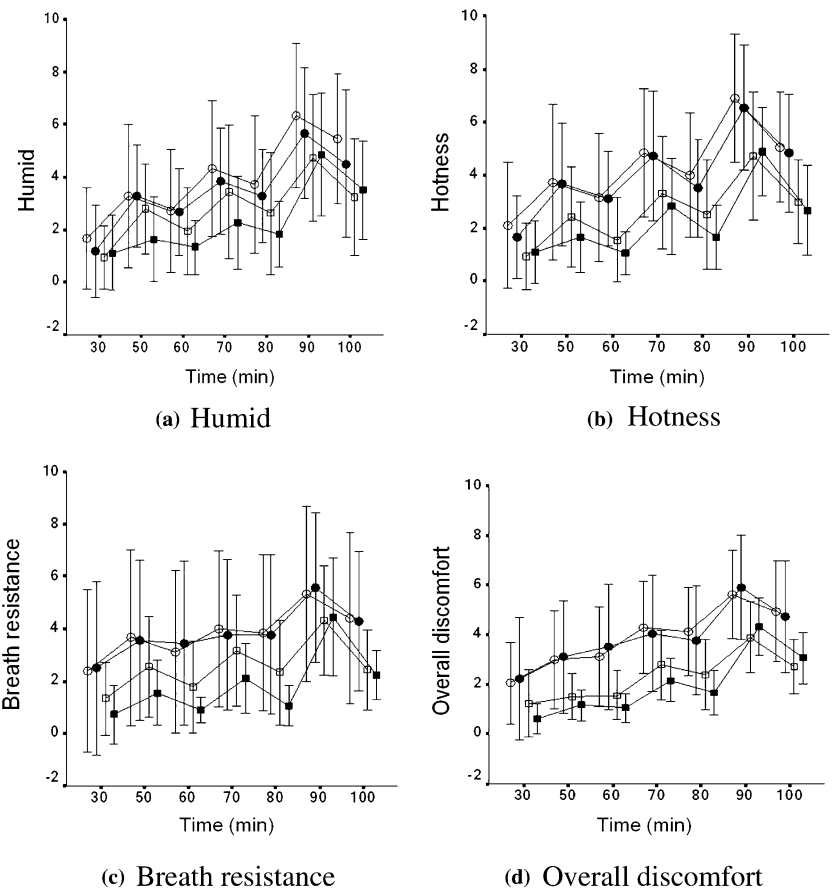 10
8
6
4
2
0
-2
Humid
30 50 60 70 80 90 100
Time (min)
(a) Humid
10
8
6
4
2
0
-2
Hotness
30 50 60 70 80 90 100
Time (min)
(b) Hotness
10
8
6
4
2
0
-2
Breath resistance
30 50 60 70 80 90 100
Time (min)
(c) Breath resistance
10
8
6
4
2
0
-2
Overall discomfort
30 50 60 70 80 90 100
Time (min)
(d) Overall discomfort